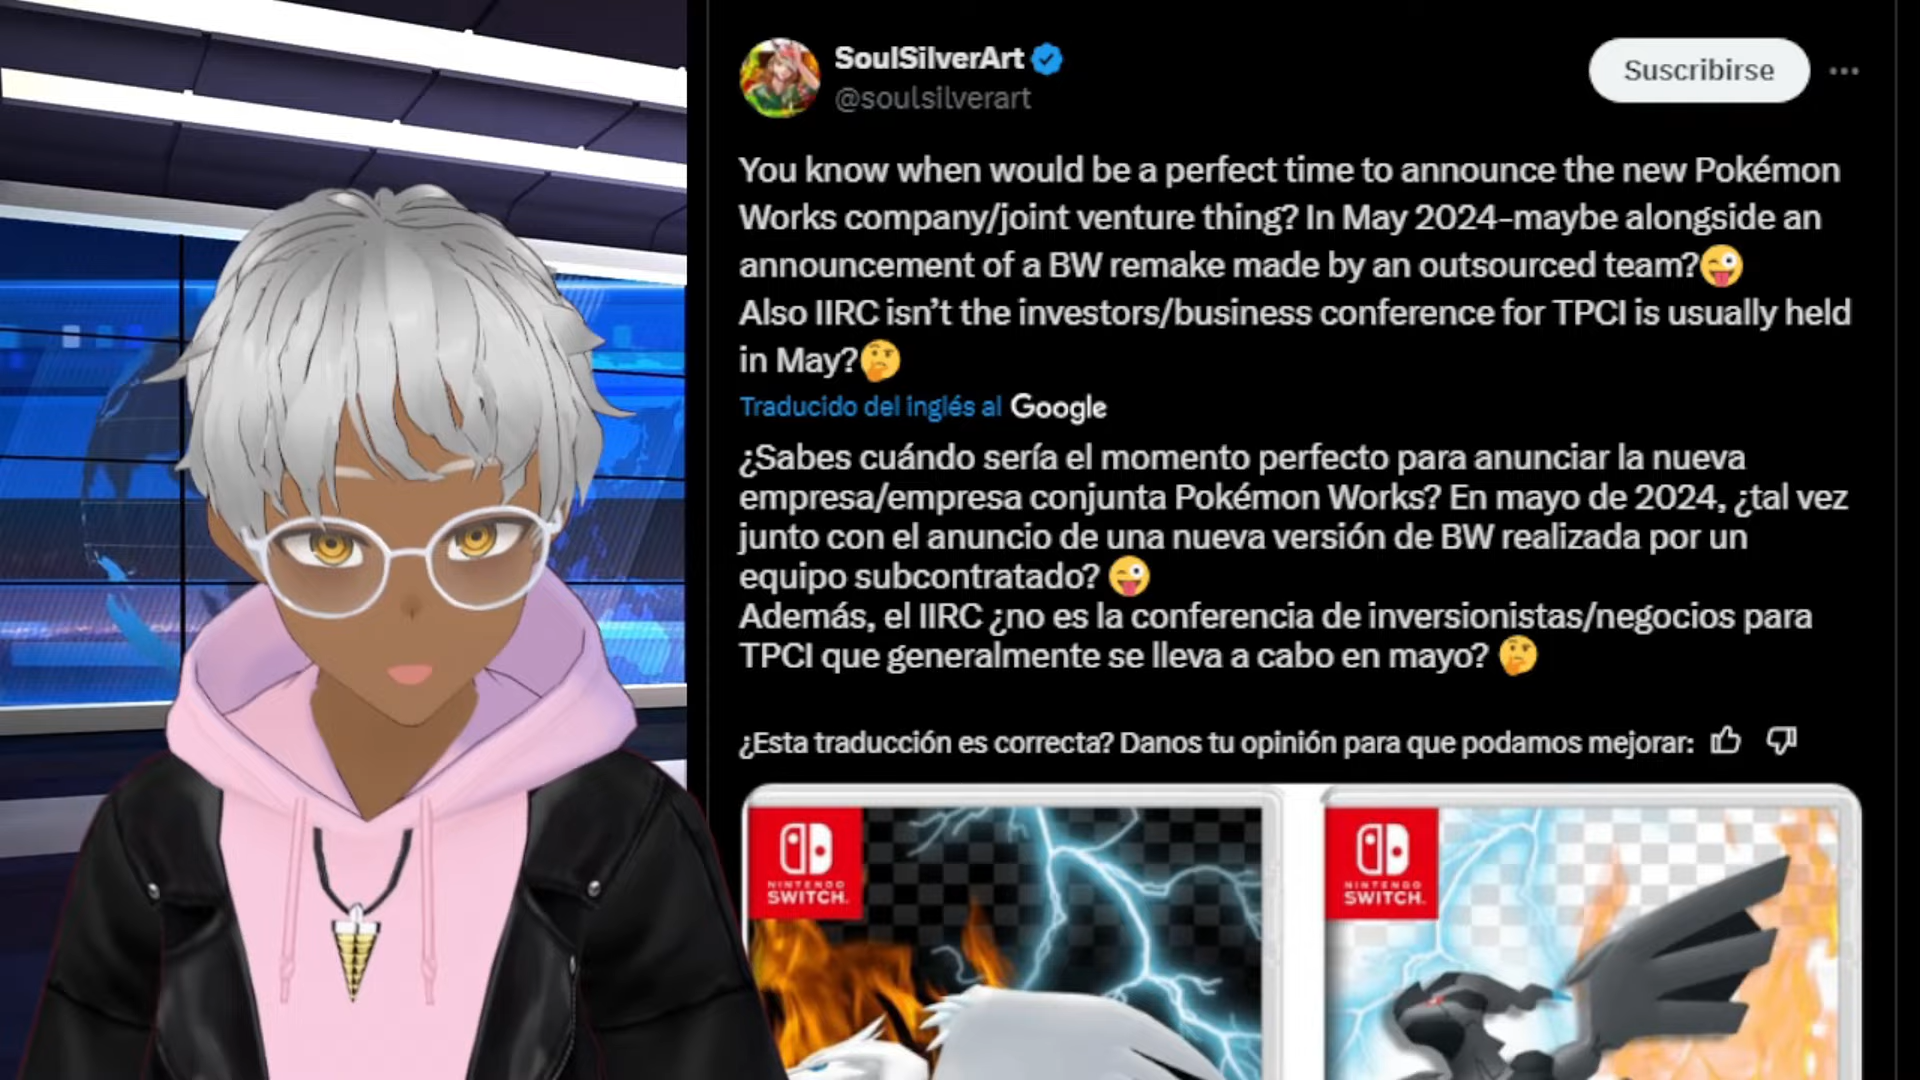 SoulSilverArt
@soulsilverart
Suscribirse
You know when would be a perfect time to announce the new Pokémon
Works company/joint venture thing? In May 2024-maybe alongside an
announcement of a BW remake made by an outsourced team?😜
Also IIRC isn’t the investors/business conference for TPCI is usually held
in May?🤔
Traducido del inglés al Google
¿Sabes cuándo sería el momento perfecto para anunciar la nueva
empresa/empresa conjunta Pokémon Works? En mayo de 2024, ¿tal vez
junto con el anuncio de una nueva versión de BW realizada por un
equipo subcontratado? 😜
Además, el IIRC ¿no es la conferencia de inversionistas/negocios para
TPCI que generalmente se lleva a cabo en mayo? 🤔
¿Esta traducción es correcta? Danos tu opinión para que podamos mejorar:
NINTENDO
SWITCH.
NINTENDO
SWITCH.